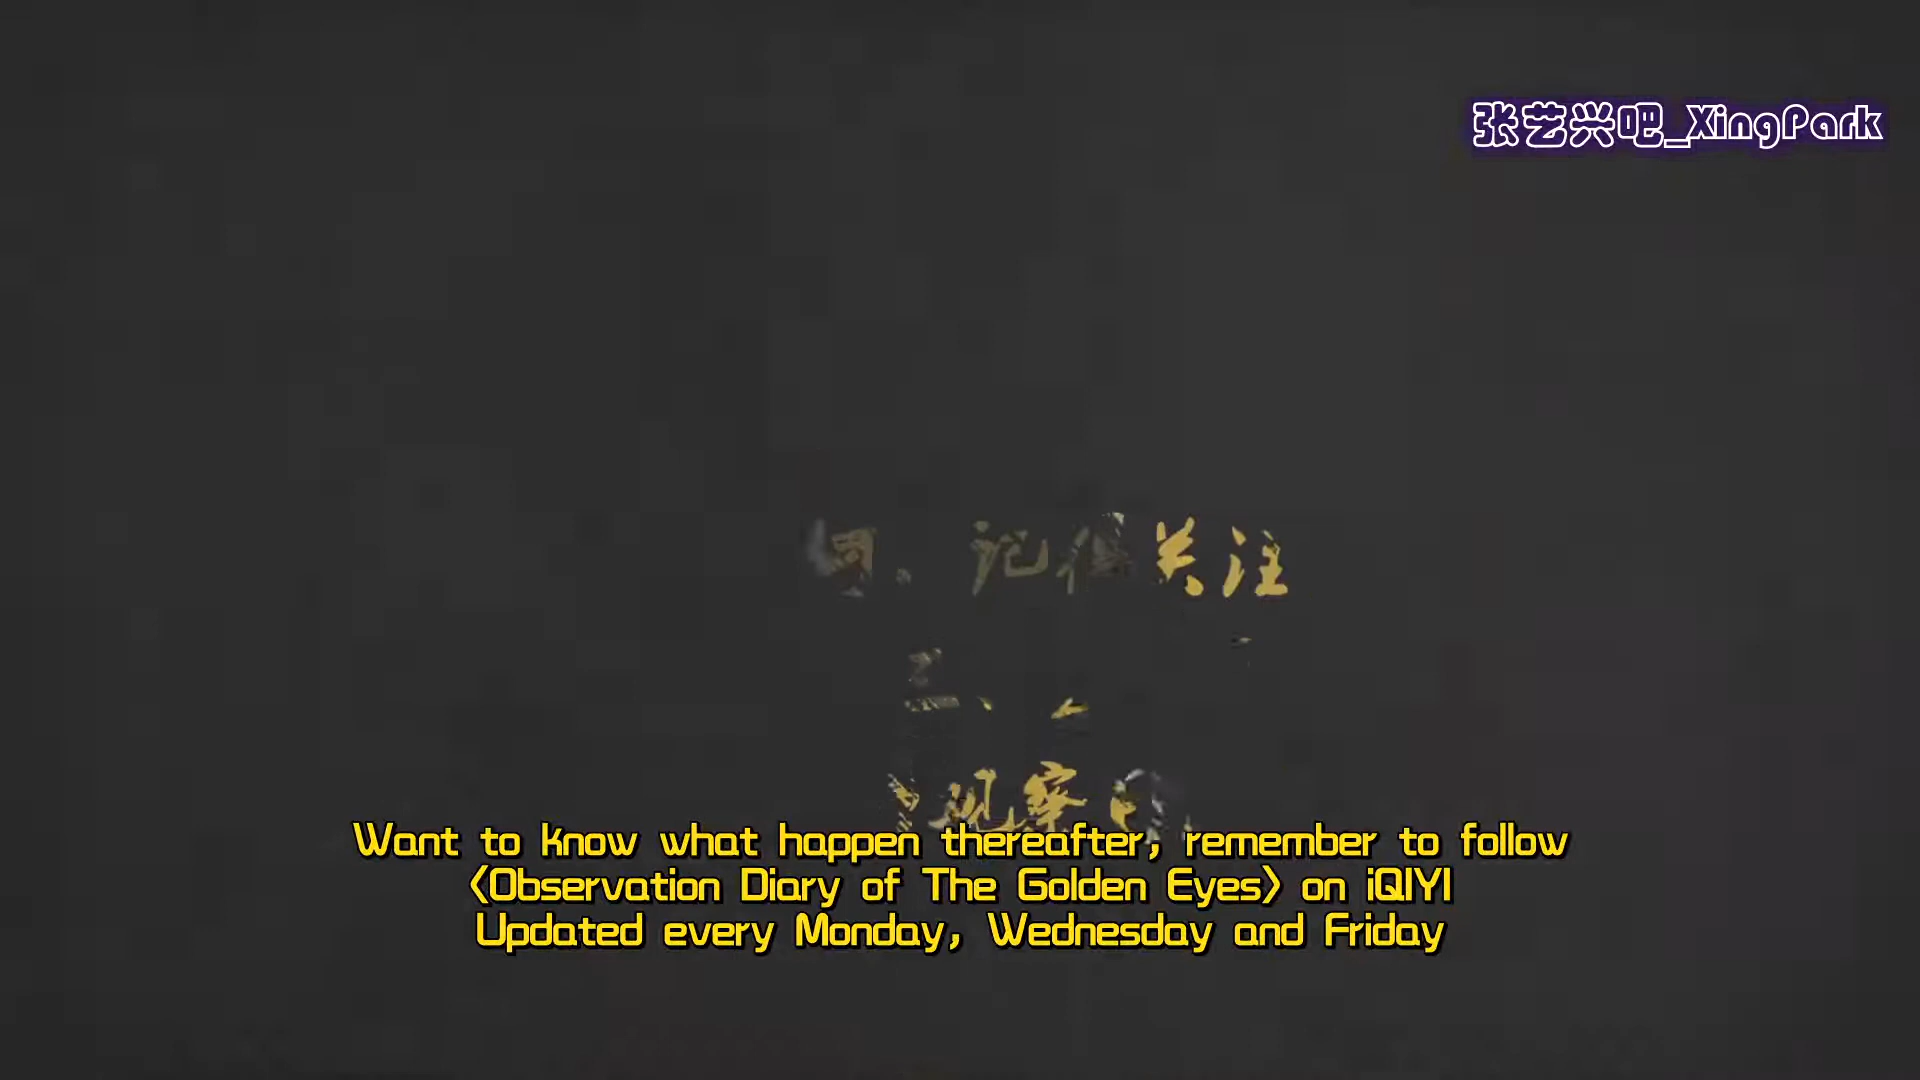 张艺兴吧_XingPark
记得关注
观察
Want to know what happen thereafter, remember to follow
〈Observation Diary of The Golden Eyes〉 on iQIYI
Updated every Monday, Wednesday and Friday